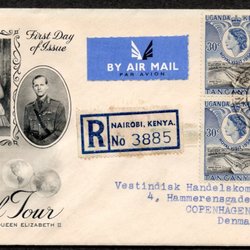 First Day
of Issue
BY AIR MAIL
PAR AVION
UGANDA
30c
R
NAIROBI, KENYA.
No 3885
UGANDA
30c
TANGANY
l Tour
QUEEN ELIZABETH II
Vestindisk Handelskom
4, Hammerensgade
COPENHAGEN
Denma